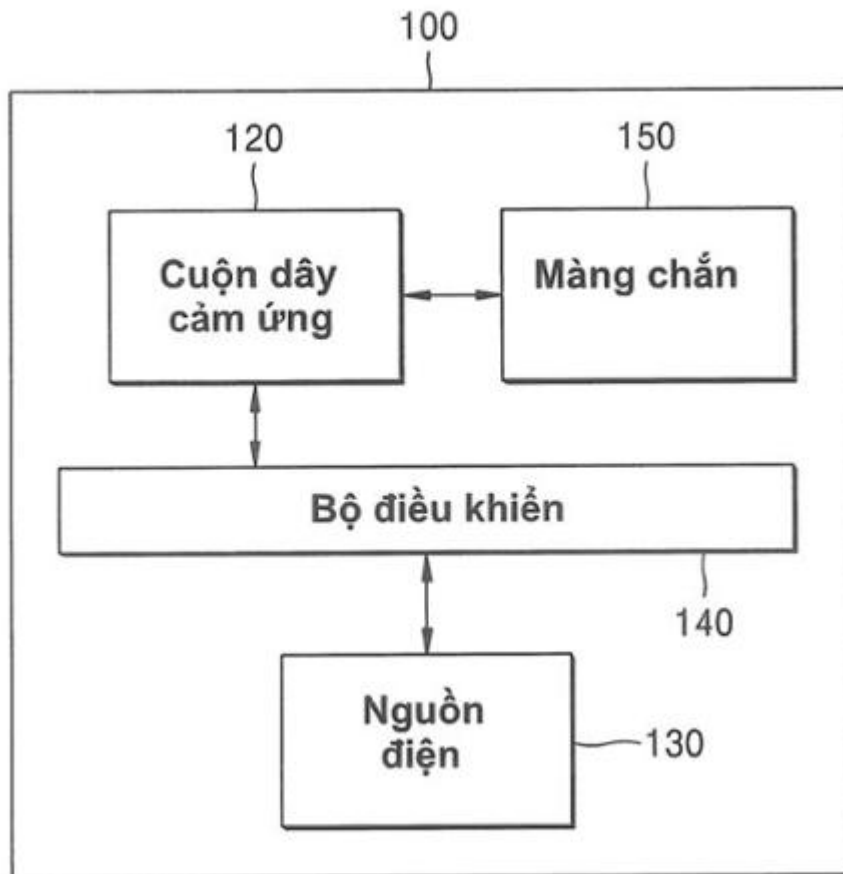 100
120
150
Cuộn dây
cảm ứng
Màng chắn
Bộ điều khiển
140
Nguồn
điện
130